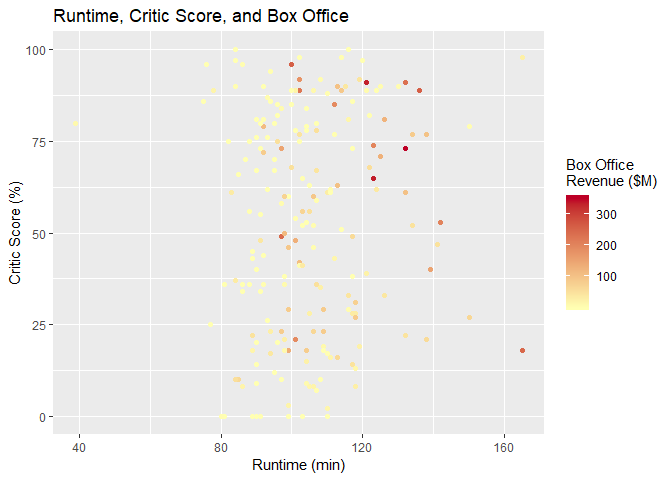 Runtime, Critic Score, and Box Office
100
75
50
25
0
Critic Score (%)
40
80
120
160
Runtime (min)
Box Office
Revenue ($M)
300
200
100